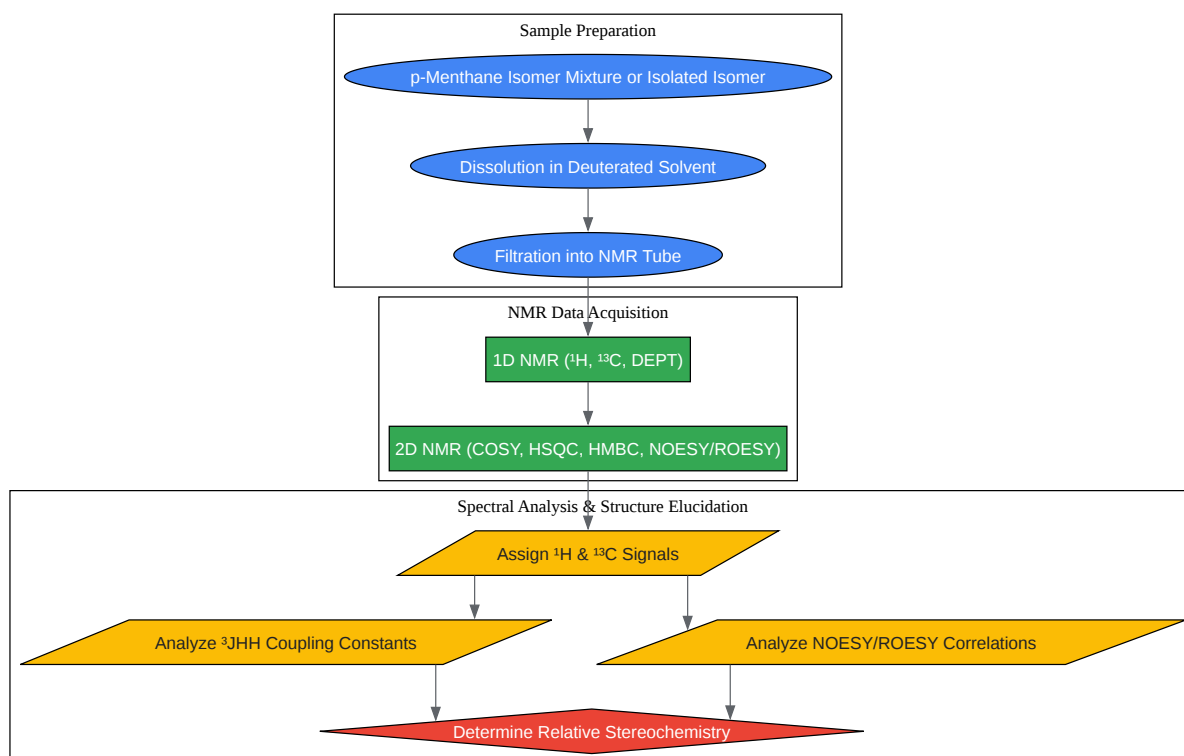 Sample Preparation
p-Menthane Isomer Mixture or Isolated Isomer
Dissolution in Deuterated Solvent
Filtration into NMR Tube
NMR Data Acquisition
1D NMR (¹H, ¹³C, DEPT)
2D NMR (COSY, HSQC, HMBC, NOESY/ROESY)
Spectral Analysis & Structure Elucidation
Assign ¹H & ¹³C Signals
Analyze ³JHH Coupling Constants
Analyze NOESY/ROESY Correlations
Determine Relative Stereochemistry